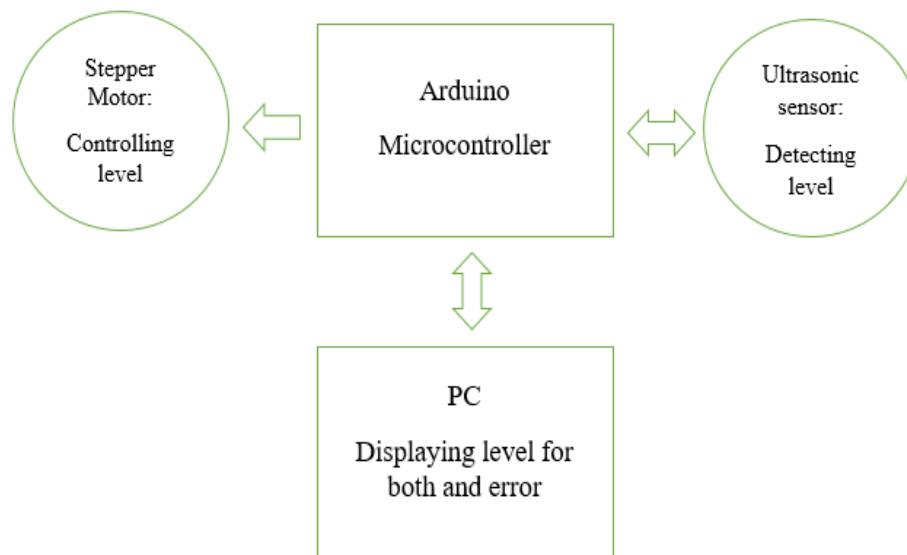 Stepper
Motor:
Controlling
level
Arduino
Microcontroller
Ultrasonic
sensor:
Detecting
level
PC
Displaying level for
both and error